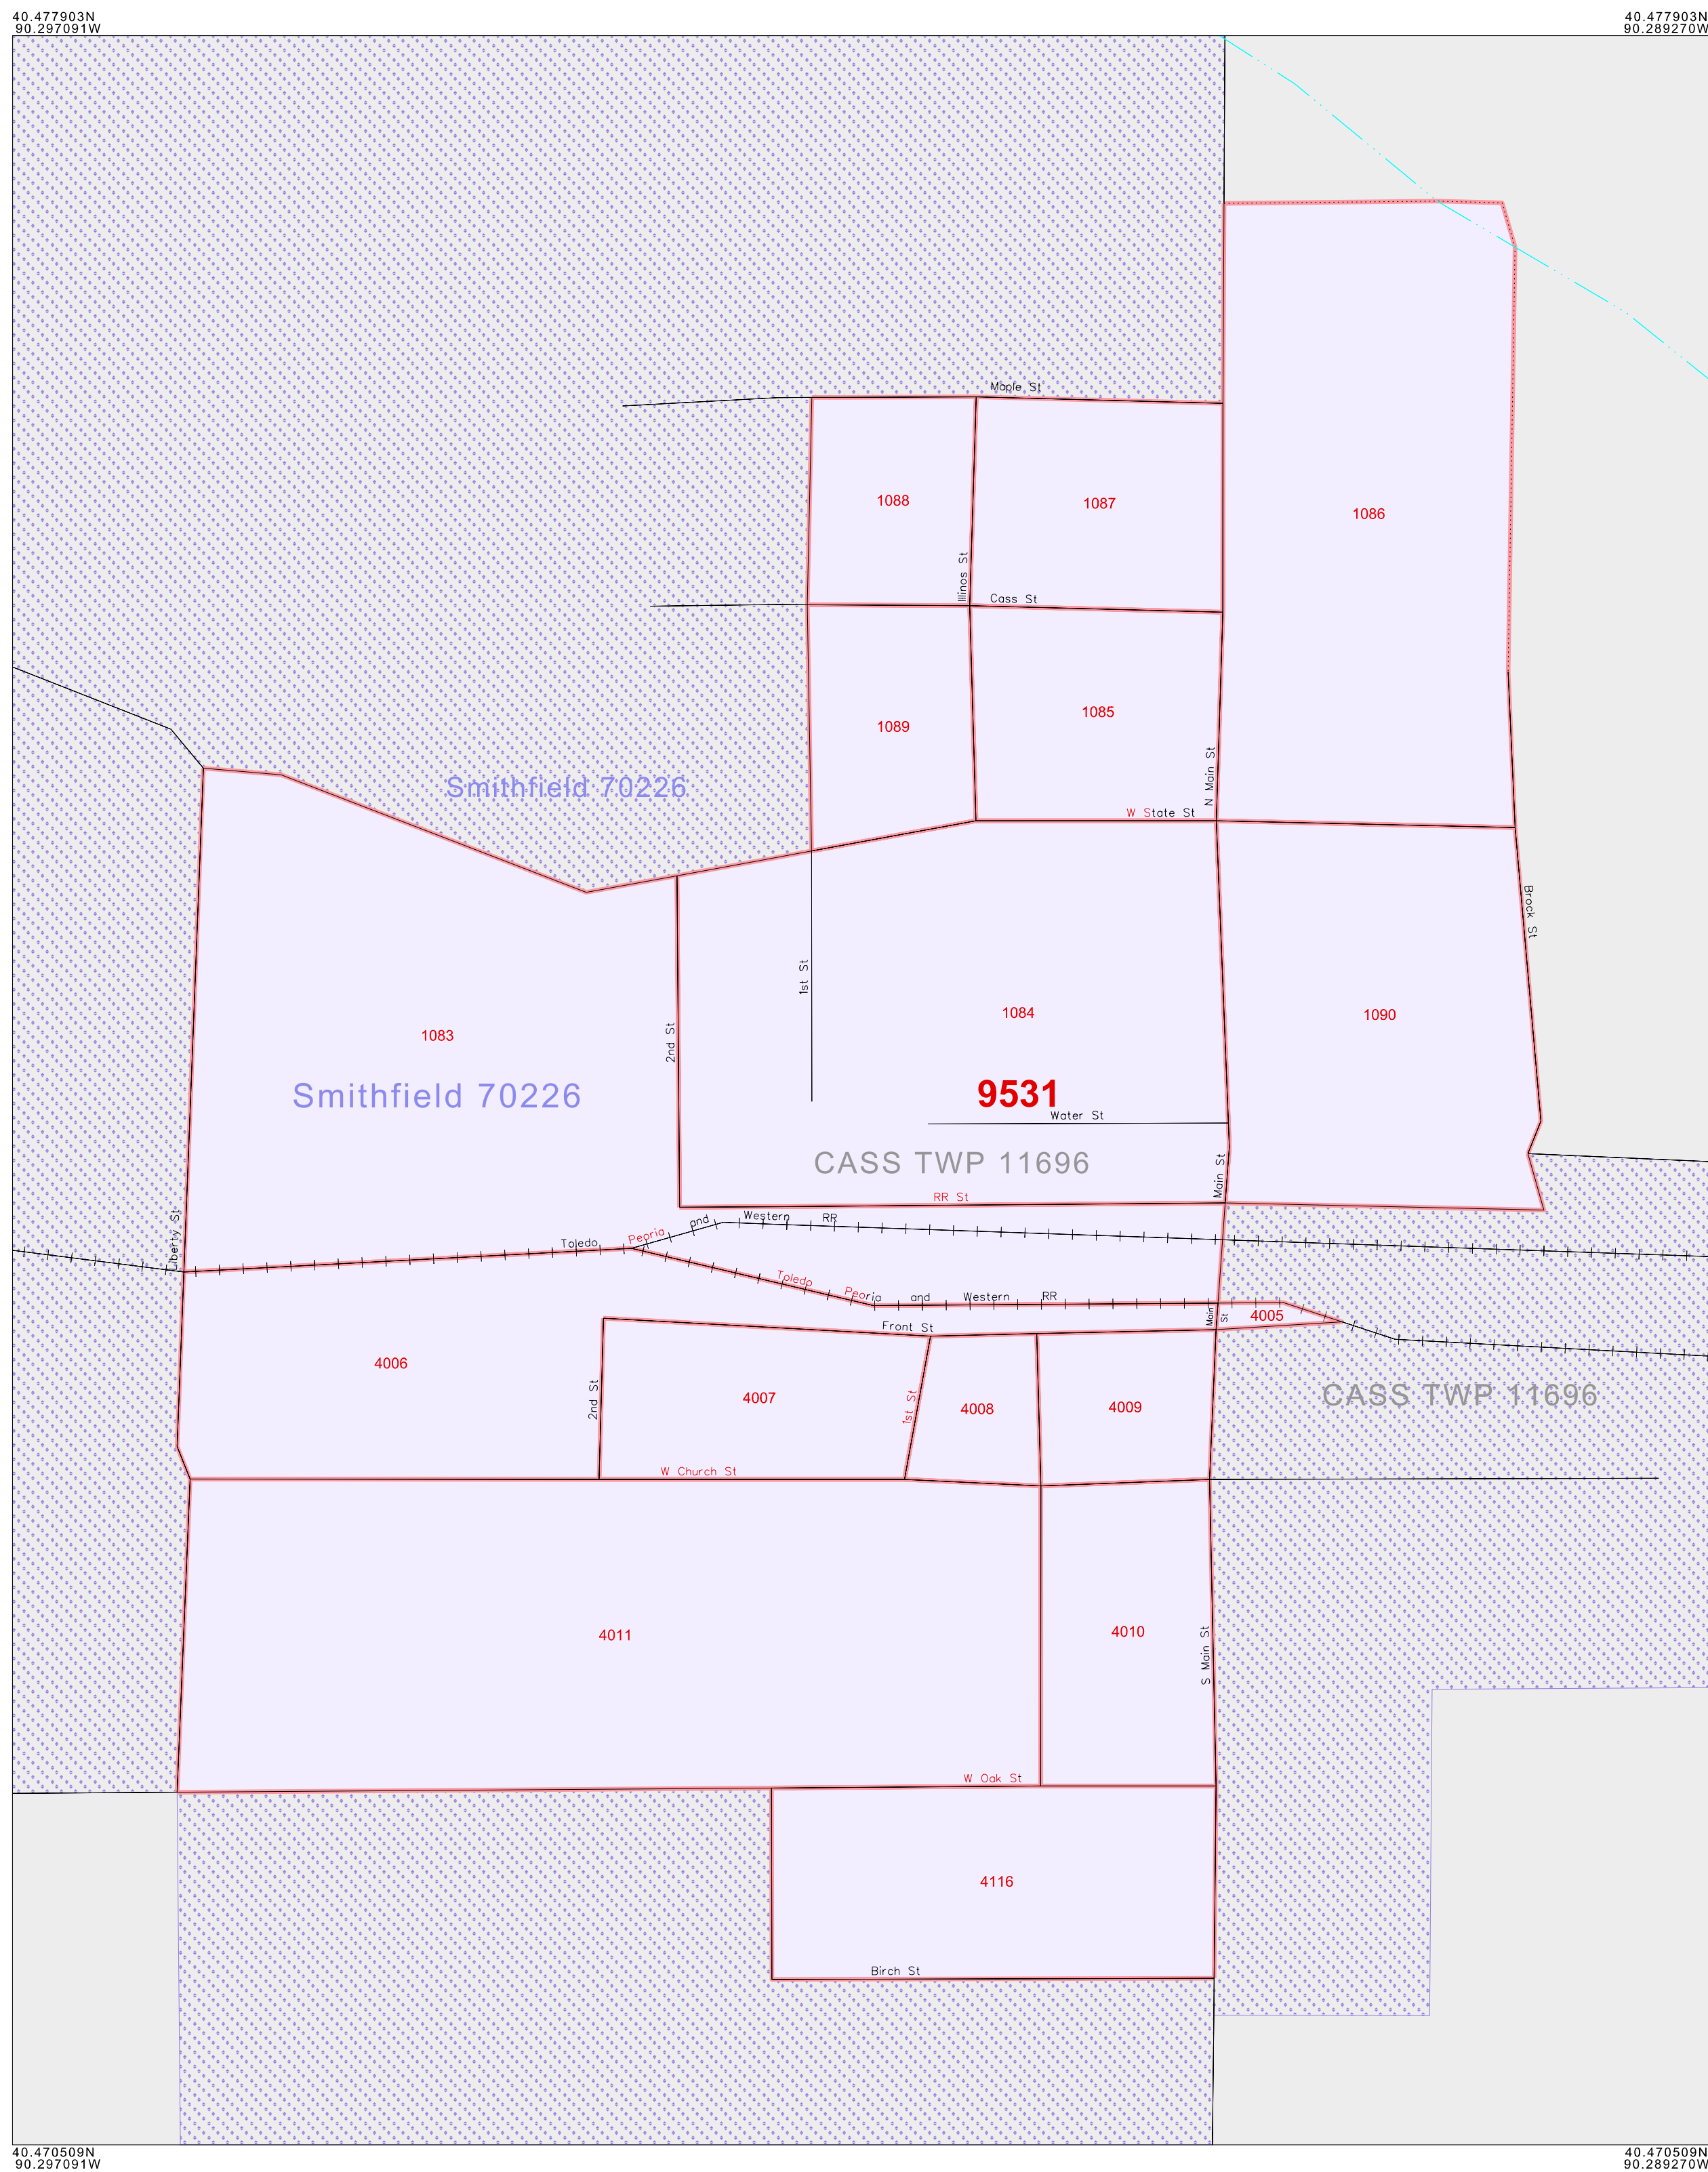 40.477903N
90.297091W
40.477903N
90.289270W
Maple St
1088
1087
1086
Illinos St
Cass St
1089
1085
N Main St
Smithfield 70226
W State St
Brock St
1st St
1084
1090
2nd St
1083
Smithfield 70226
9531
Water St
CASS TWP 11696
Main St
RR St
Liberty St
Toledo, Peoria and Western RR
Toledo Peoria and Western RR
Main St
4005
Front St
4006
2nd St
4007
1st St
4008
4009
CASS TWP 11696
W Church St
4011
4010
S Main St
W Oak St
4116
Birch St
40.470509N
90.297091W
40.470509N
90.289270W